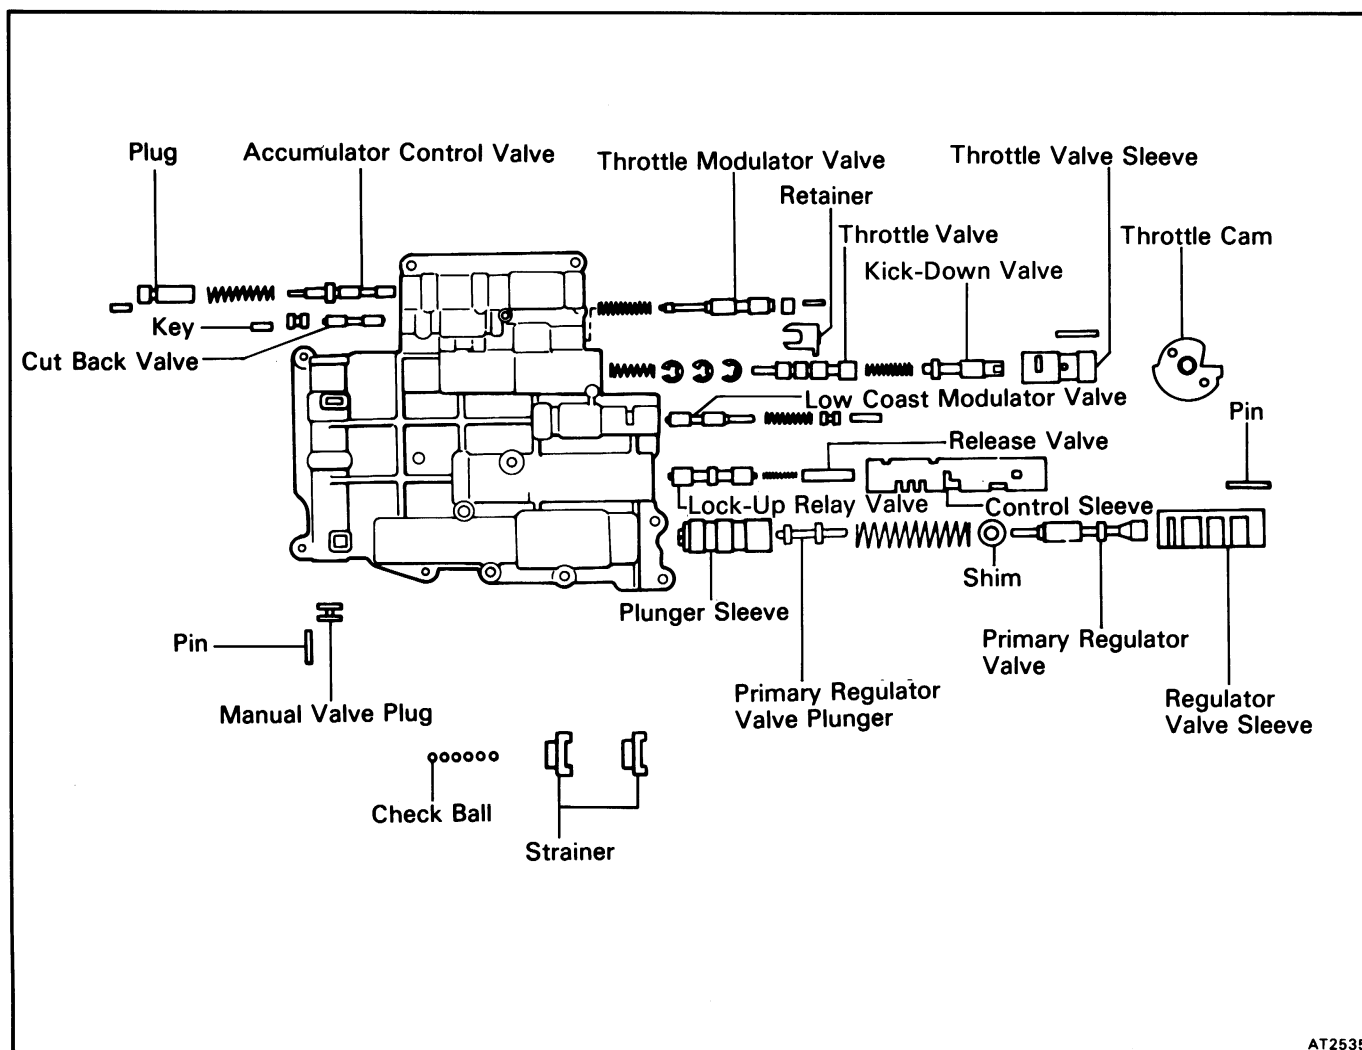 Plug
Accumulator Control Valve
Throttle Modulator Valve
Throttle Valve Sleeve
Retainer
Throttle Valve
Throttle Cam
Kick-Down Valve
Key
Cut Back Valve
Low Coast Modulator Valve
Pin
Release Valve
Lock-Up Relay Valve
Control Sleeve
Shim
Plunger Sleeve
Pin
Primary Regulator
Valve
Manual Valve Plug
Primary Regulator
Valve Plunger
Regulator
Valve Sleeve
Check Ball
Strainer
AT2535